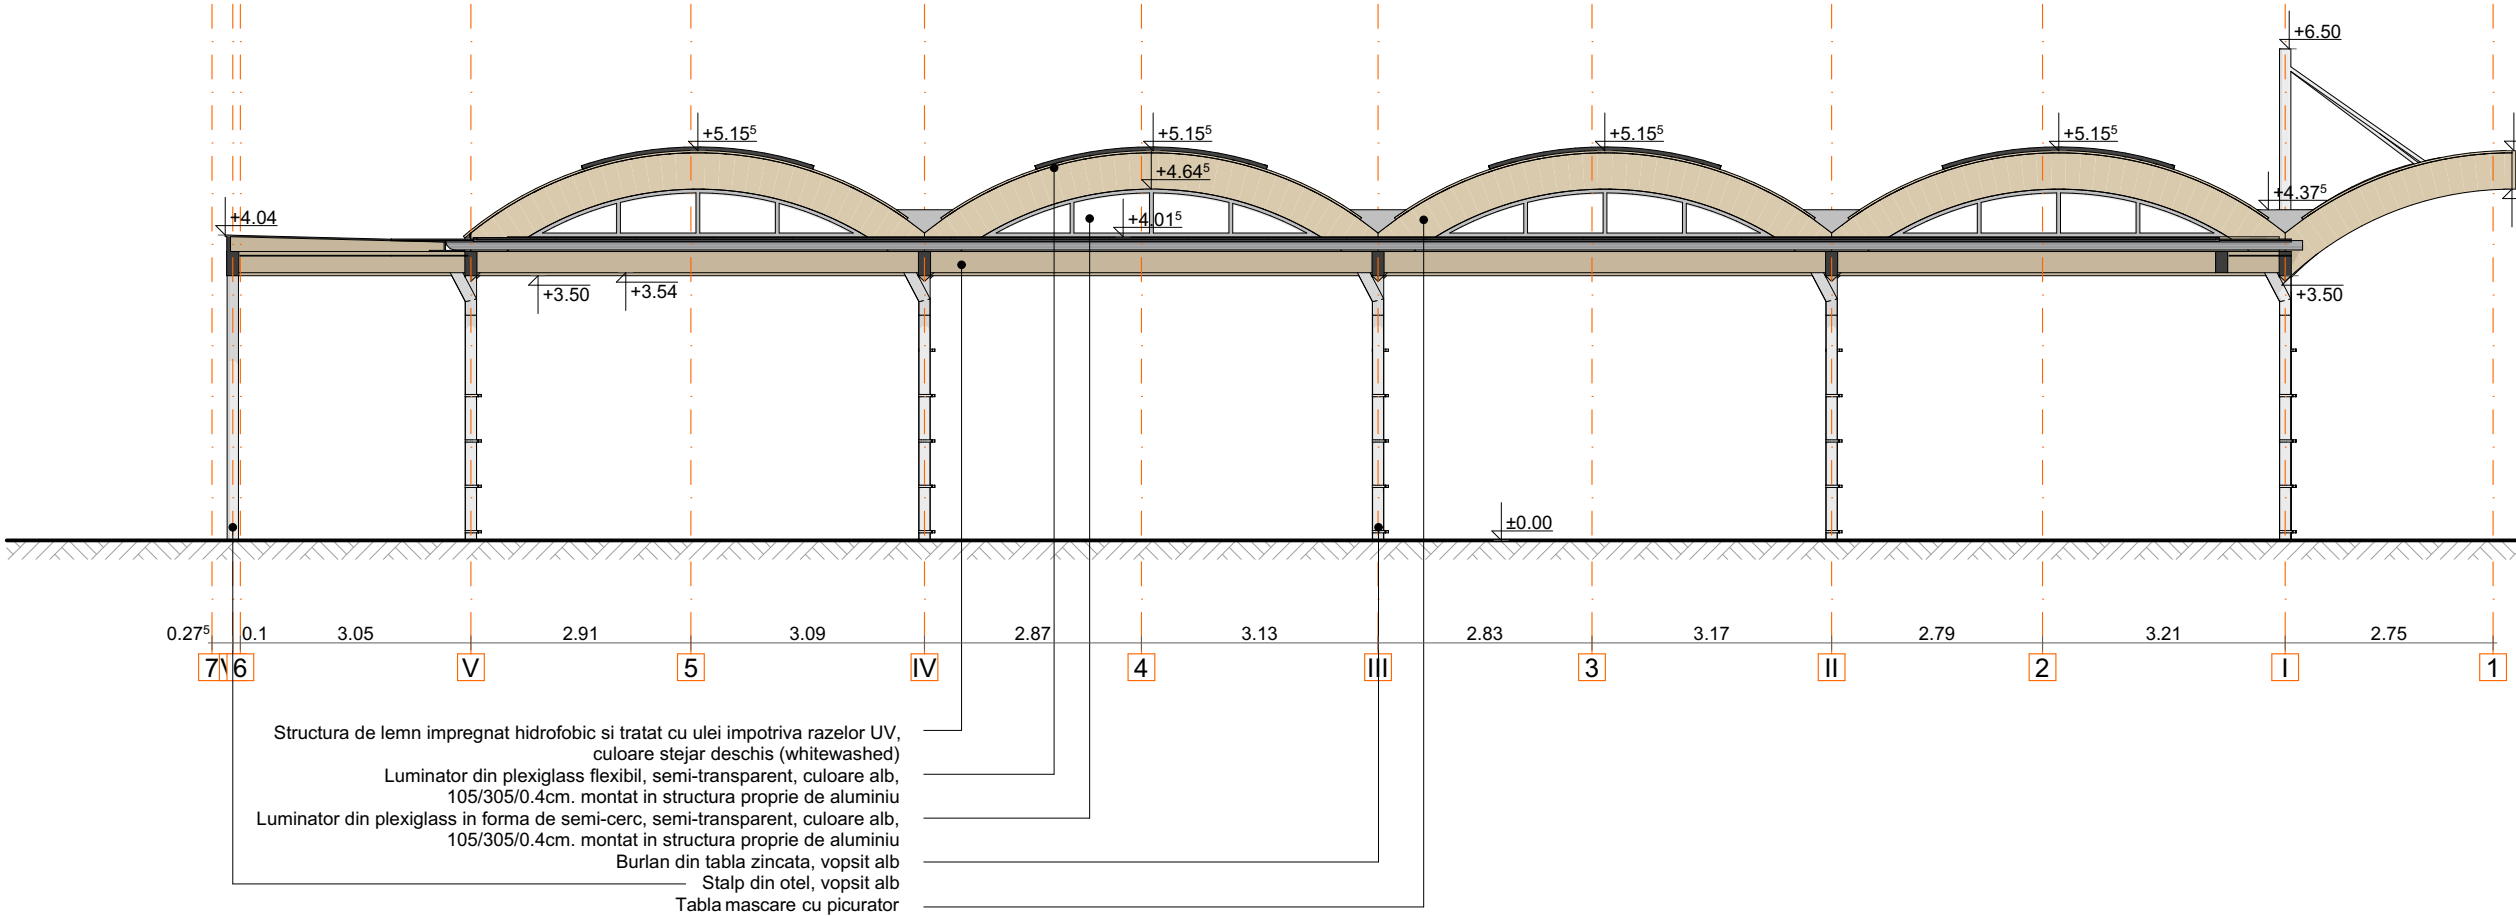 +6.50
+5.15⁵
+5.15⁵
+5.15⁵
+5.15⁵
+4.64⁵
+4.37⁵
+4.04
+4.01⁵
+3.50
+3.54
+3.50
±0.00
0.27⁵ 0.1 3.05 2.91 3.09 2.87 3.13 2.83 3.17 2.79 3.21 2.75
7 6 V 5 IV 4 III 3 II 2 I 1
Structura de lemn impregnat hidrofobic si tratat cu ulei impotriva razelor UV,
culoare stejar deschis (whitewashed)
Luminator din plexiglass flexibil, semi-transparent, culoare alb,
105/305/0.4cm. montat in structura proprie de aluminiu
Luminator din plexiglass in forma de semi-cerc, semi-transparent, culoare alb,
105/305/0.4cm. montat in structura proprie de aluminiu
Burlan din tabla zincata, vopsit alb
Stalp din otel, vopsit alb
Tabla mascare cu picurator